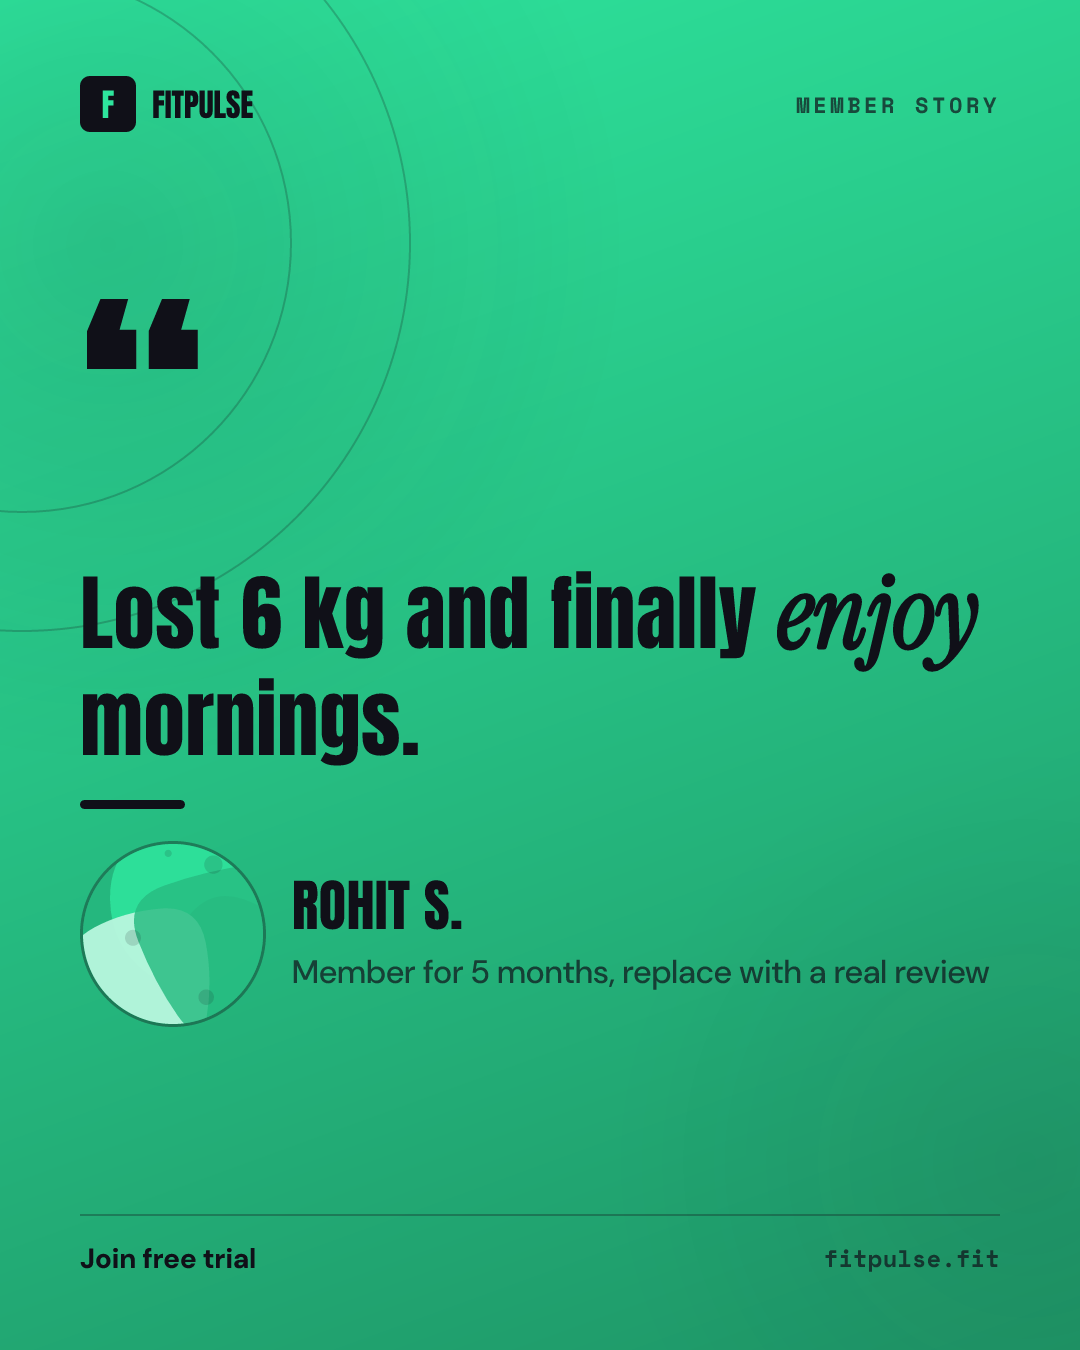 F FITPULSE
MEMBER STORY
“
Lost 6 kg and finally enjoy
mornings.
ROHIT S.
Member for 5 months, replace with a real review
Join free trial
fitpulse.fit